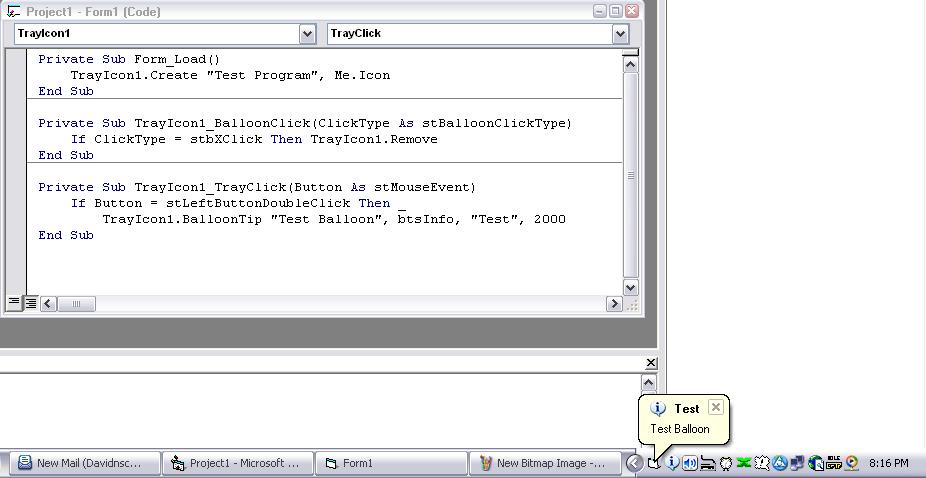 Project1 - Form1 (Code)
TrayIcon1
TrayClick
Private Sub Form_Load()
    TrayIcon1.Create "Test Program", Me.Icon
End Sub
Private Sub TrayIcon1_BalloonClick(ClickType As stBalloonClickType)
    If ClickType = stbXClick Then TrayIcon1.Remove
End Sub
Private Sub TrayIcon1_TrayClick(Button As stMouseEvent)
    If Button = stLeftButtonDoubleClick Then _
        TrayIcon1.BalloonTip "Test Balloon", btsInfo, "Test", 2000
End Sub
Test
Test Balloon
New Mail (Davidnsc...
Project1 - Microsoft ...
Form1
New Bitmap Image -...
IDLE
8:16 PM